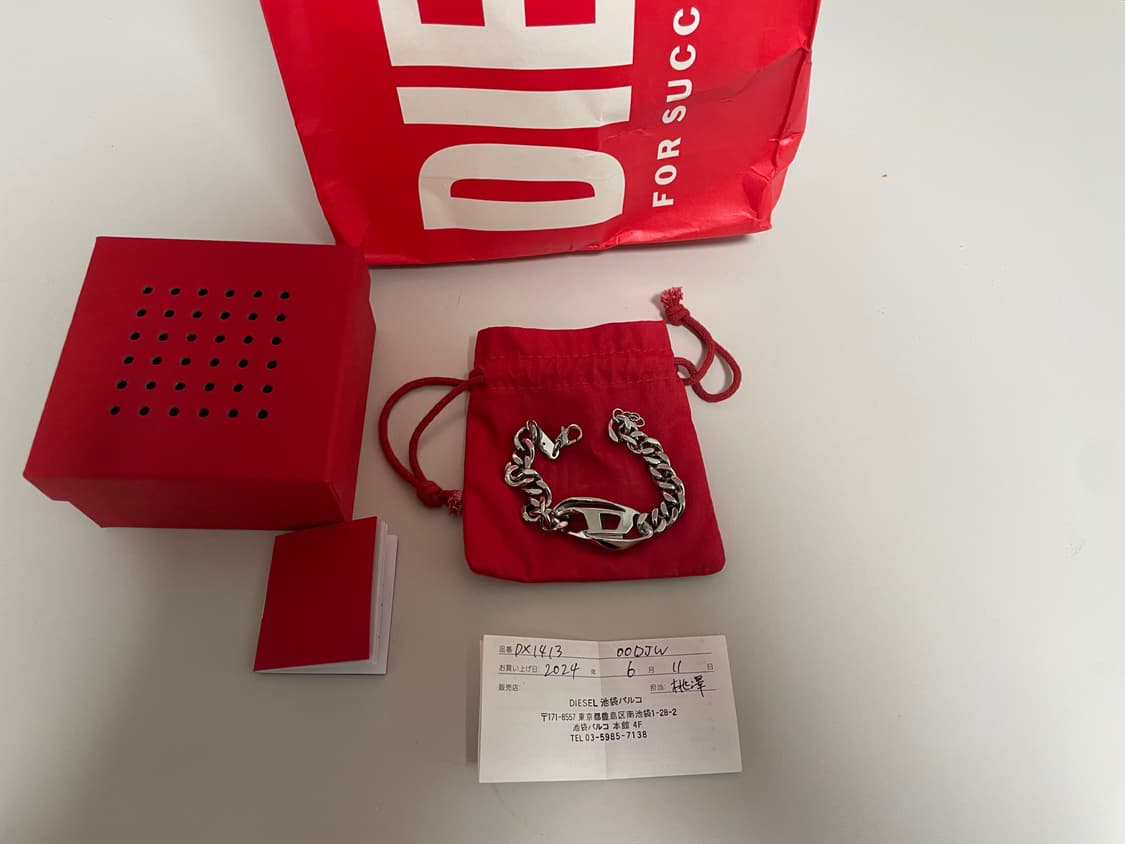 DIE
FOR SUCC
D
品番 DX1413 00DJW
お買い上げ日: 2024 年 6 月 11 日
販売店: 担当: 桃澤
DIESEL 池袋パルコ
〒171-8557 東京都豊島区南池袋1-28-2
池袋パルコ 本館 4F
TEL 03-5985-7138